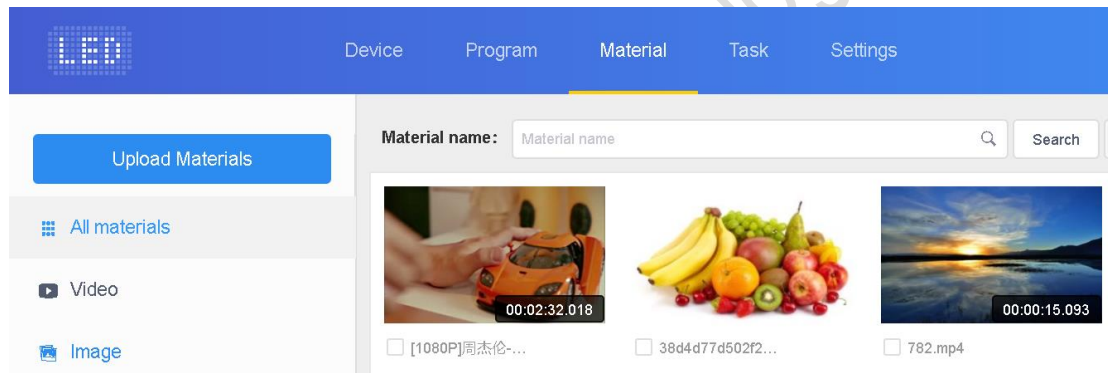 LED
Device Program Material Task Settings
Upload Materials
Material name: Material name Search
All materials
Video
Image
00:02:32.018
00:00:15.093
[1080P]周杰伦-...
38d4d77d502f2...
782.mp4